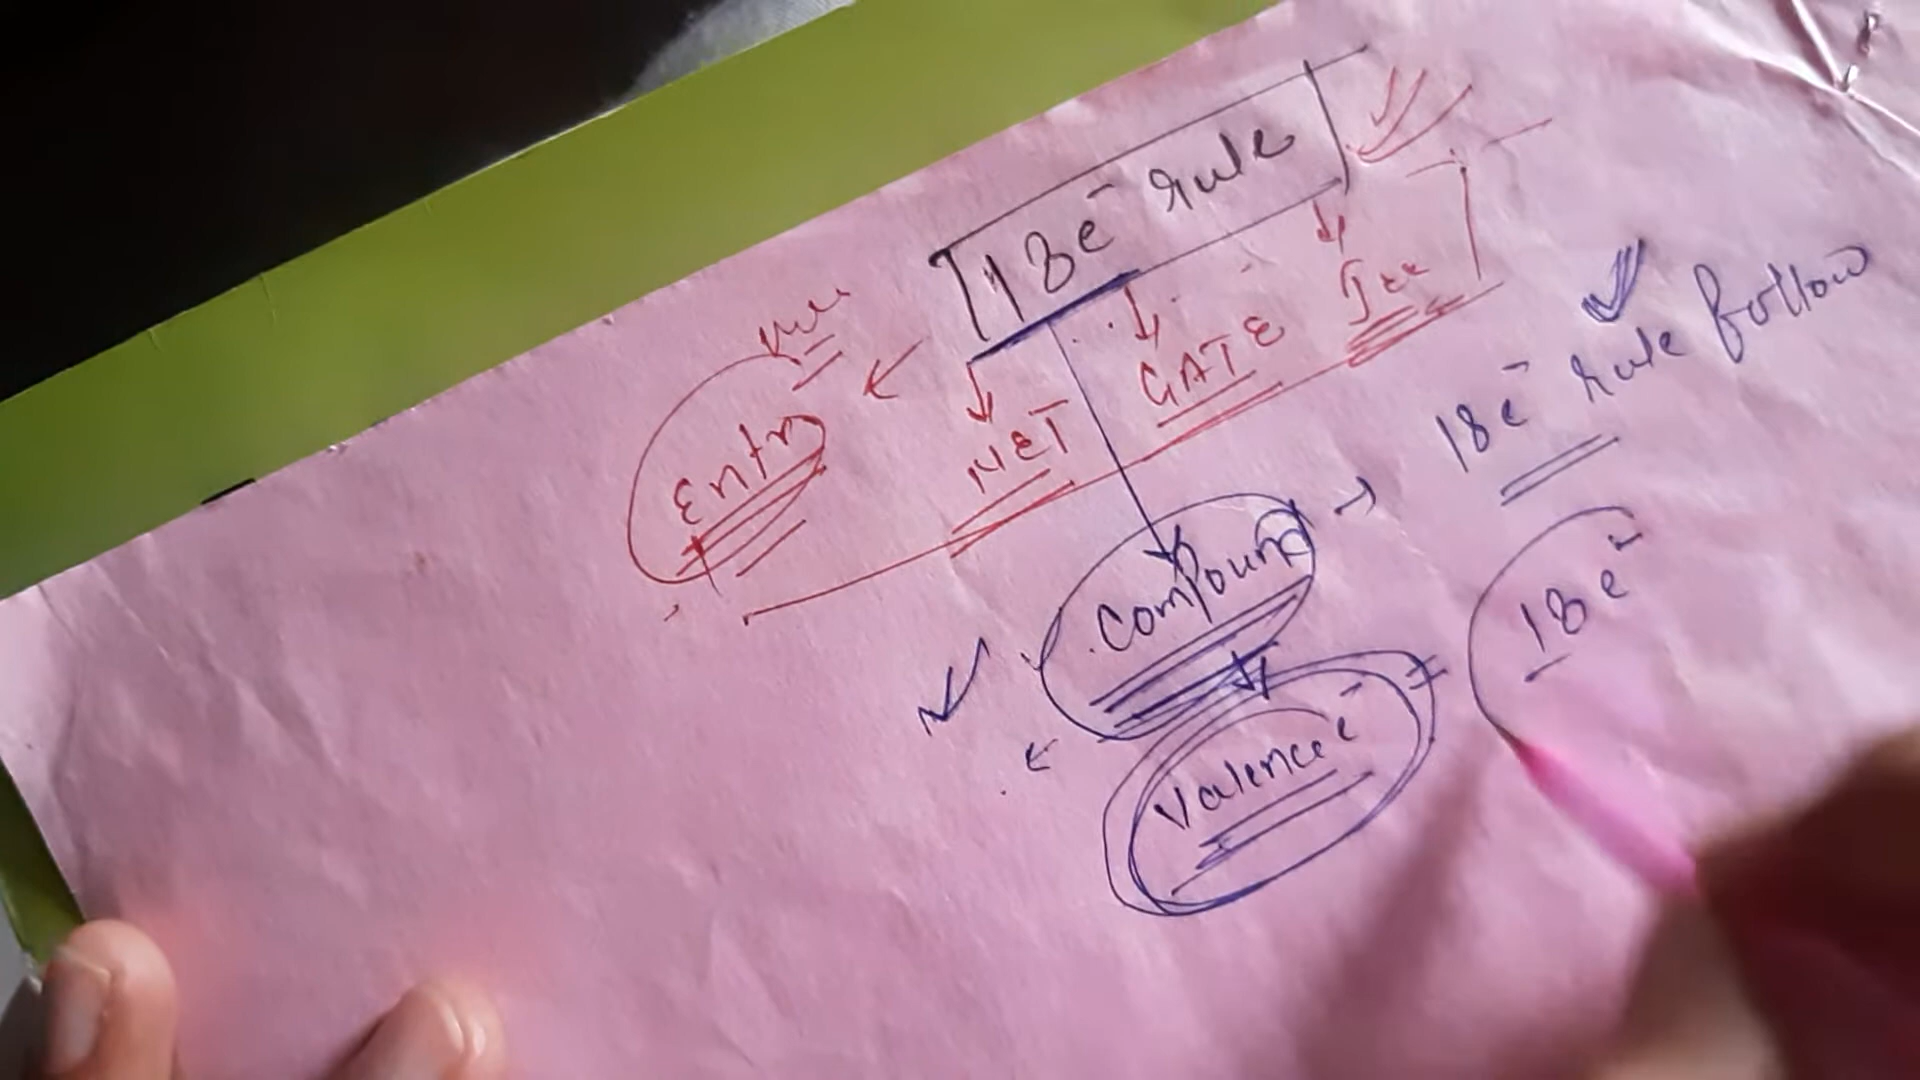 18e⁻ rule
Entr
NET
GATE
Jee
Compound
18e⁻ rule follow
Valence e⁻
18e⁻